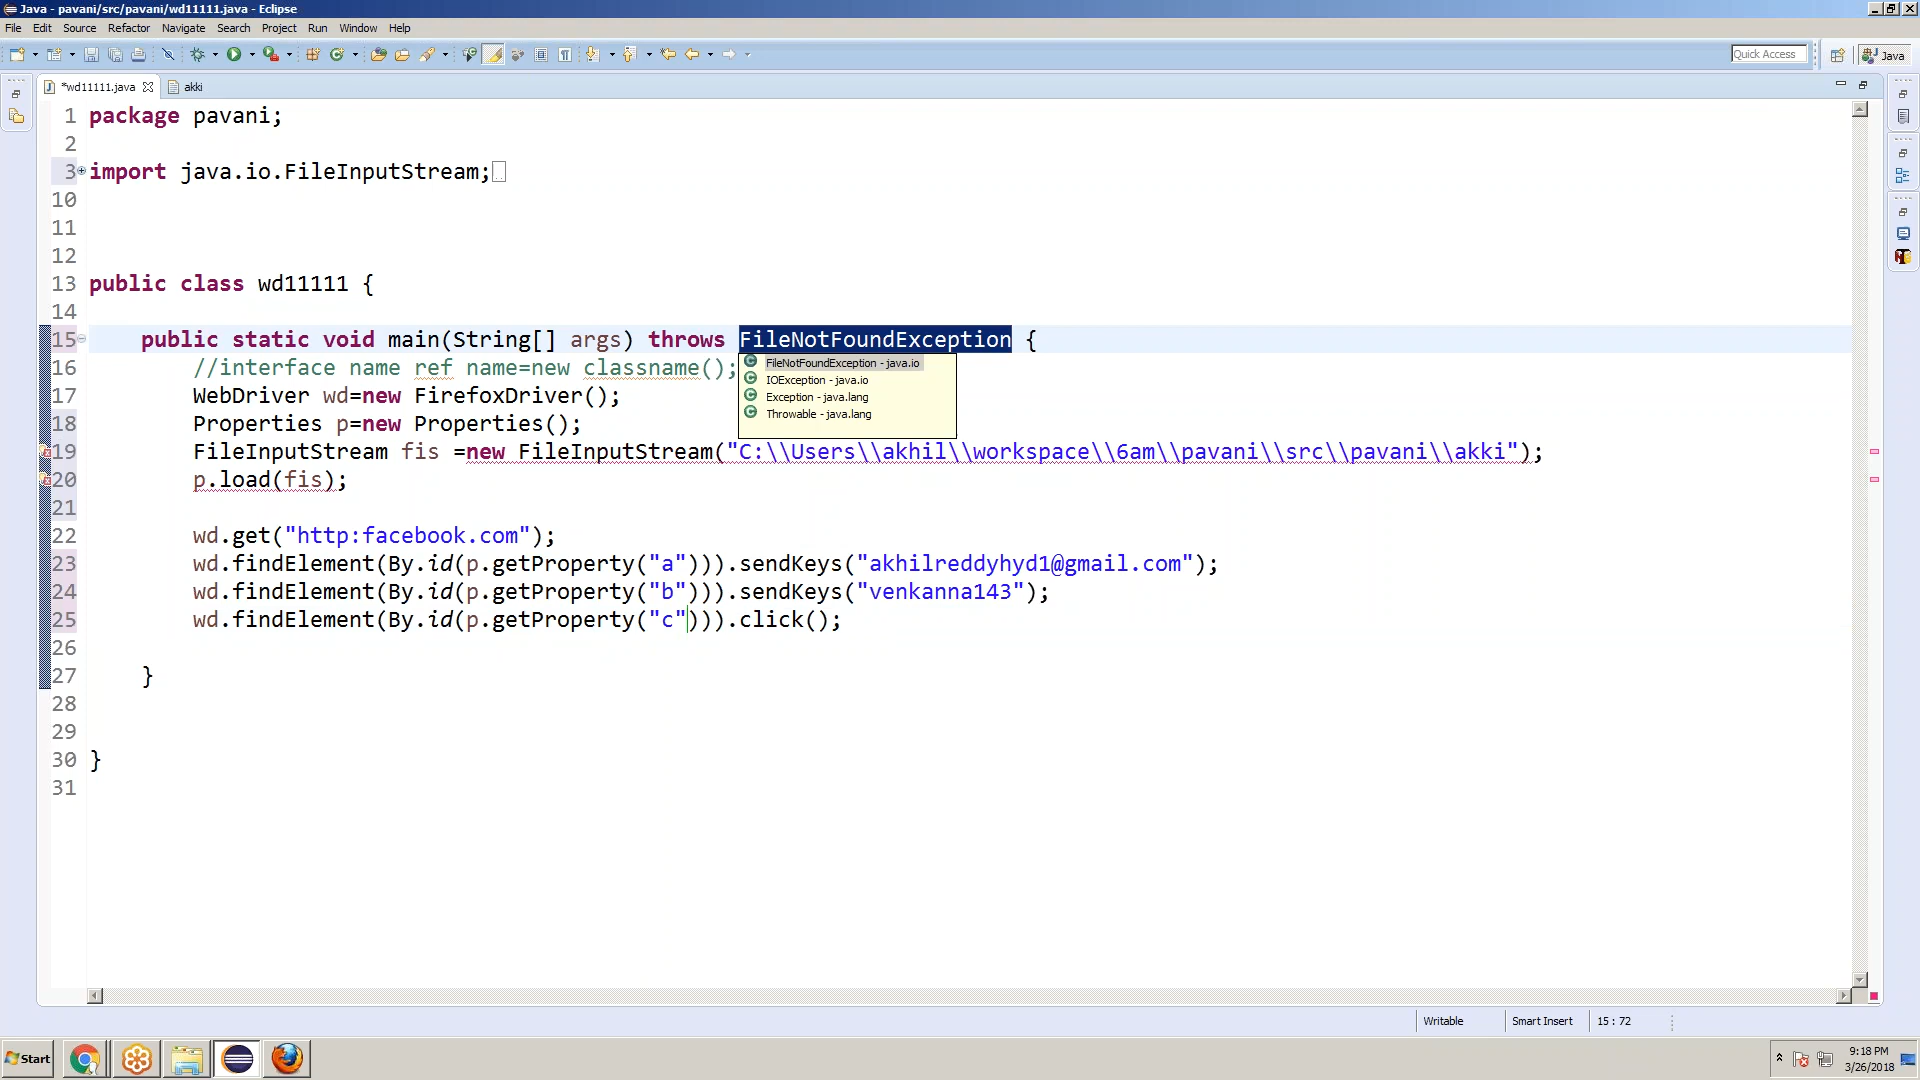 Java - pavani/src/pavani/wd11111.java - Eclipse
File Edit Source Refactor Navigate Search Project Run Window Help
Quick Access Java
*wd11111.java akki
1 package pavani;
2
3 import java.io.FileInputStream;
10
11
12
13 public class wd11111 {
14
15 public static void main(String[] args) throws FileNotFoundException {
16 //interface name ref name=new classname();
FileNotFoundException - java.io
IOException - java.io
Exception - java.lang
Throwable - java.lang
17 WebDriver wd=new FirefoxDriver();
18 Properties p=new Properties();
19 FileInputStream fis =new FileInputStream("C:\\Users\\akhil\\workspace\\6am\\pavani\\src\\pavani\\akki");
20 p.load(fis);
21
22 wd.get("http:facebook.com");
23 wd.findElement(By.id(p.getProperty("a"))).sendKeys("akhilreddyhyd1@gmail.com");
24 wd.findElement(By.id(p.getProperty("b"))).sendKeys("venkanna143");
25 wd.findElement(By.id(p.getProperty("c"))).click();
26
27 }
28
29
30 }
31
Writable Smart Insert 15 : 72
Start 9:18 PM
3/26/2018